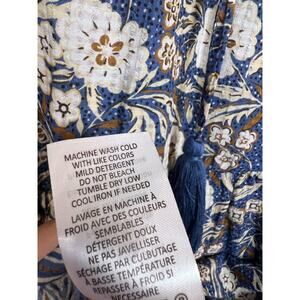 MACHINE WASH COLD
WITH LIKE COLORS
MILD DETERGENT
DO NOT BLEACH
TUMBLE DRY LOW
COOL IRON IF NEEDED
LAVAGE EN MACHINE À
FROID AVEC DES COULEURS
SEMBLABLES
DÉTERGENT DOUX
NE PAS JAVELLISER
SÉCHAGE PAR CULBUTAGE
À BASSE TEMPÉRATURE
REPASSER À FROID SI
NÉCESSAIRE